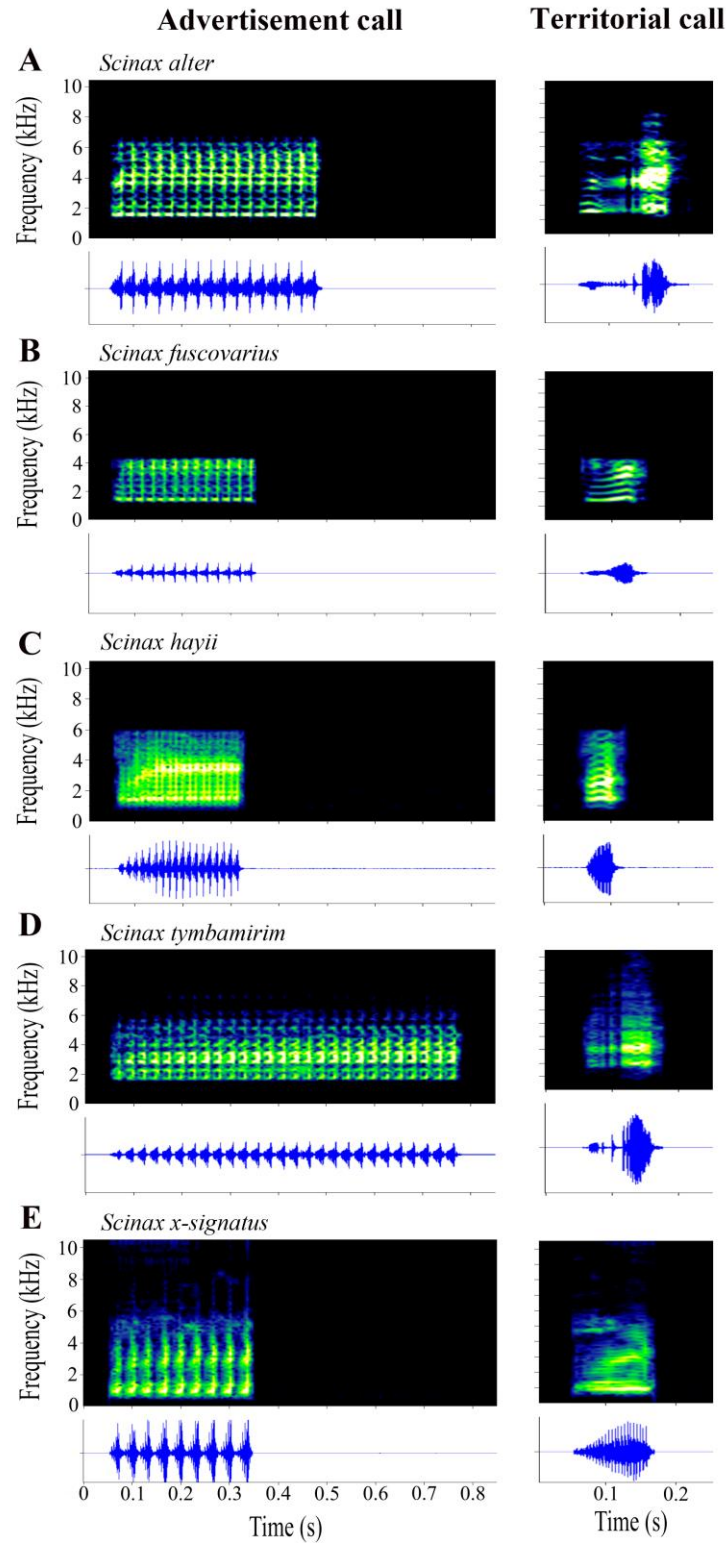 Advertisement call Territorial call
A
Scinax alter
10
8
6
4
2
0
Frequency (kHz)
B
Scinax fuscovarius
10
8
6
4
2
0
Frequency (kHz)
C
Scinax hayii
10
8
6
4
2
0
Frequency (kHz)
D
Scinax tymbamirim
10
8
6
4
2
0
Frequency (kHz)
E
Scinax x-signatus
10
8
6
4
2
0
Frequency (kHz)
0 0.1 0.2 0.3 0.4 0.5 0.6 0.7 0.8 0.1 0.2
Time (s) Time (s)